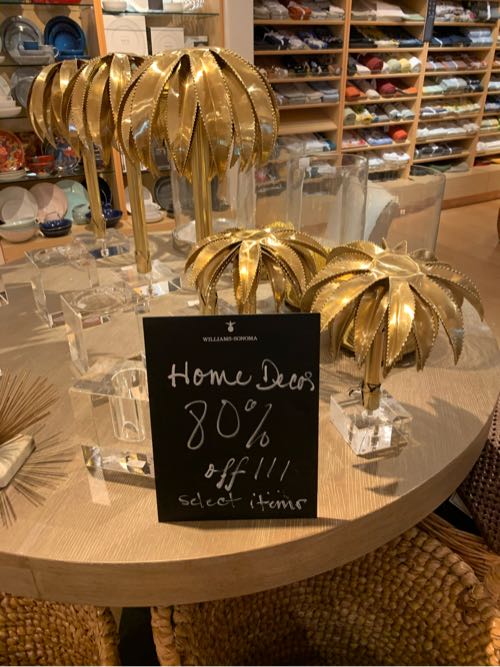 WILLIAMS-SONOMA
Home Decor
80%
off!!!
select items